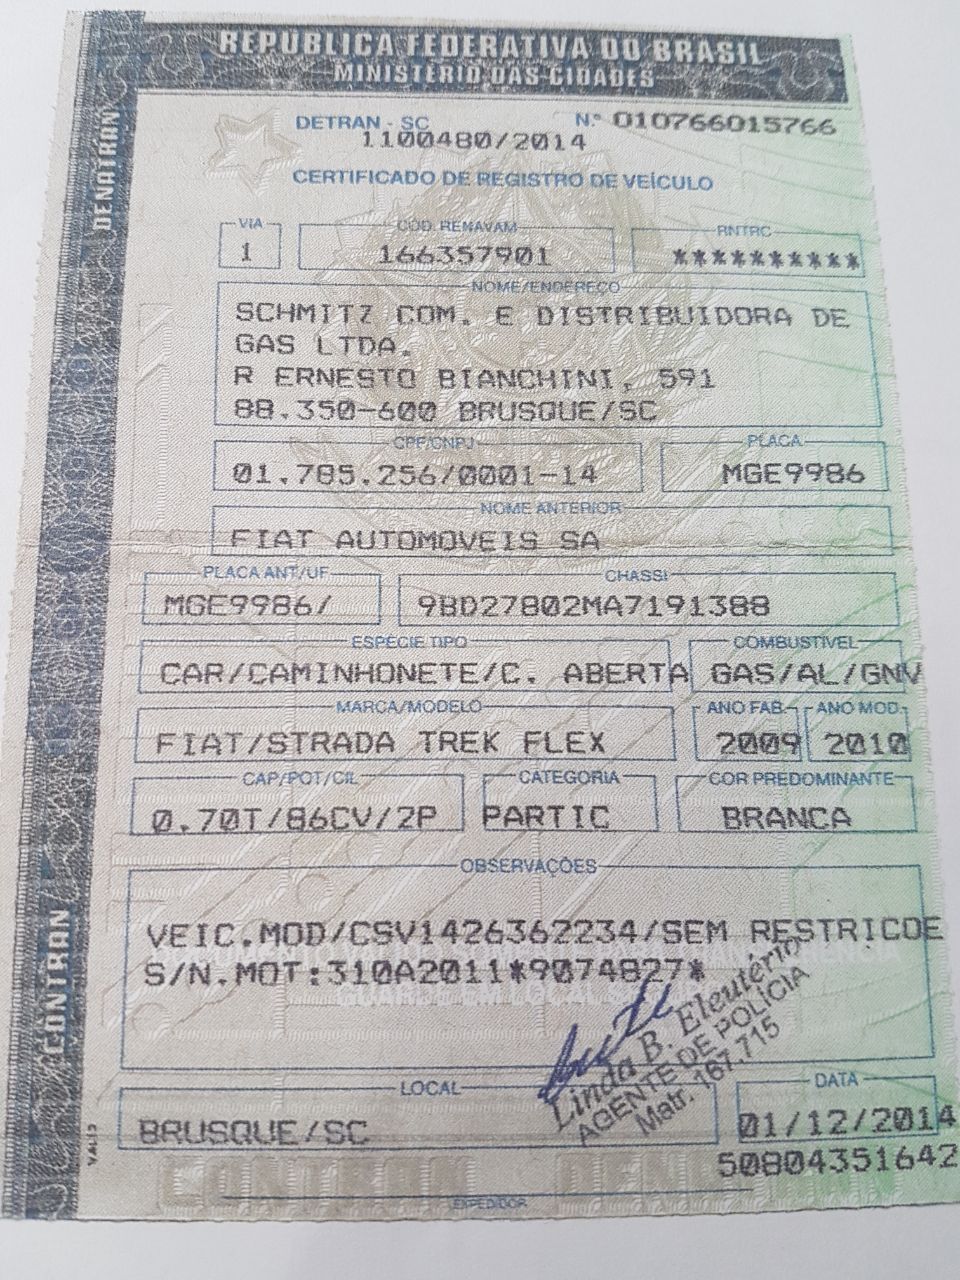 REPÚBLICA FEDERATIVA DO BRASIL
MINISTÉRIO DAS CIDADES
DENATRAN
CONTRAN
DETRAN - SC Nº 010766015766
1100480/2014
CERTIFICADO DE REGISTRO DE VEÍCULO
VIA CÓD. RENAVAM RNTRC
1 166357901 **********
NOME/ENDEREÇO
SCHMITZ COM. E DISTRIBUIDORA DE
GAS LTDA.
R ERNESTO BIANCHINI, 591
88.350-600 BRUSQUE/SC
CPF/CNPJ PLACA
01.785.256/0001-14 MGE9986
NOME ANTERIOR
FIAT AUTOMOVEIS SA
PLACA ANT/UF CHASSI
MGE9986/ 9BD27802MA7191388
ESPÉCIE TIPO COMBUSTÍVEL
CAR/CAMINHONETE/C. ABERTA GAS/AL/GNV
MARCA/MODELO ANO FAB. ANO MOD.
FIAT/STRADA TREK FLEX 2009 2010
CAP/POT/CIL CATEGORIA COR PREDOMINANTE
0.70T/86CV/2P PARTIC BRANCA
OBSERVAÇÕES
VEIC.MOD/CSV1426362234/SEM RESTRICOE
S/N.MOT:310A2011*9074827*
Linda B. Eleutério
AGENTE DE POLÍCIA
Matr. 167.715
LOCAL DATA
BRUSQUE/SC 01/12/2014
50804351642
EXPEDIDOR